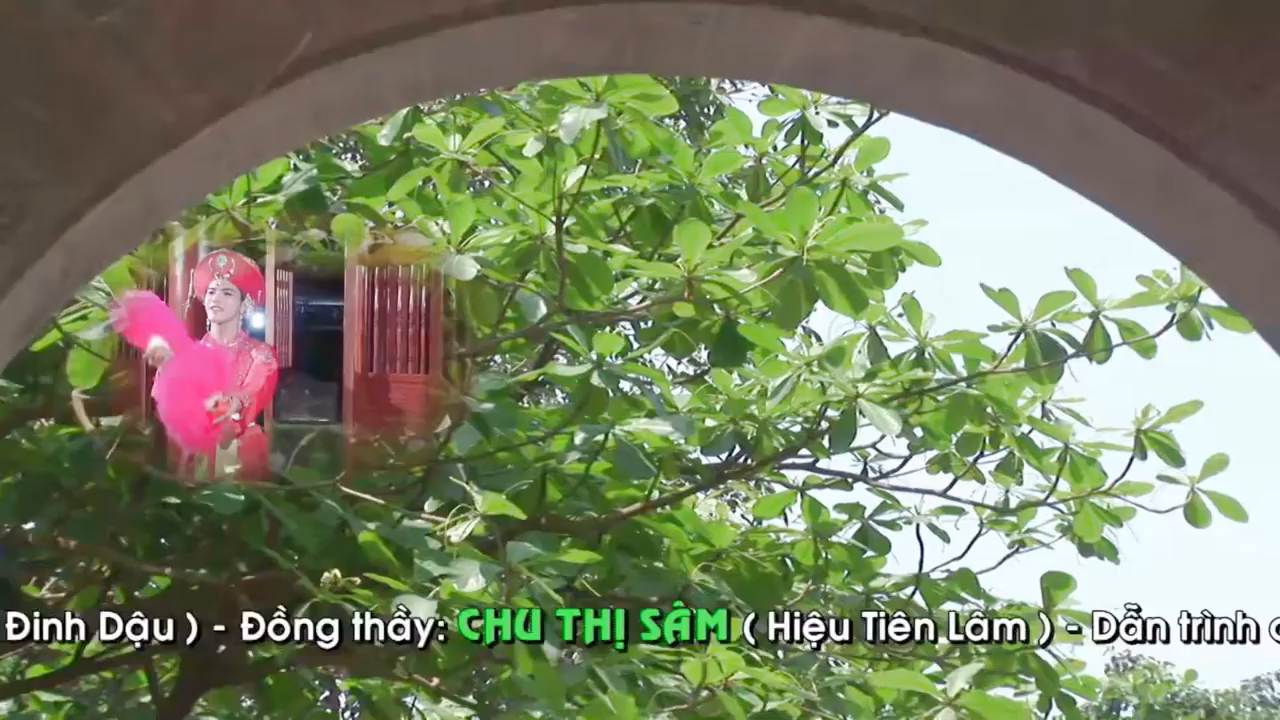 Đinh Dậu ) - Đồng thầy: CHU THỊ SÂM ( Hiệu Tiên Lâm ) - Dẫn trình